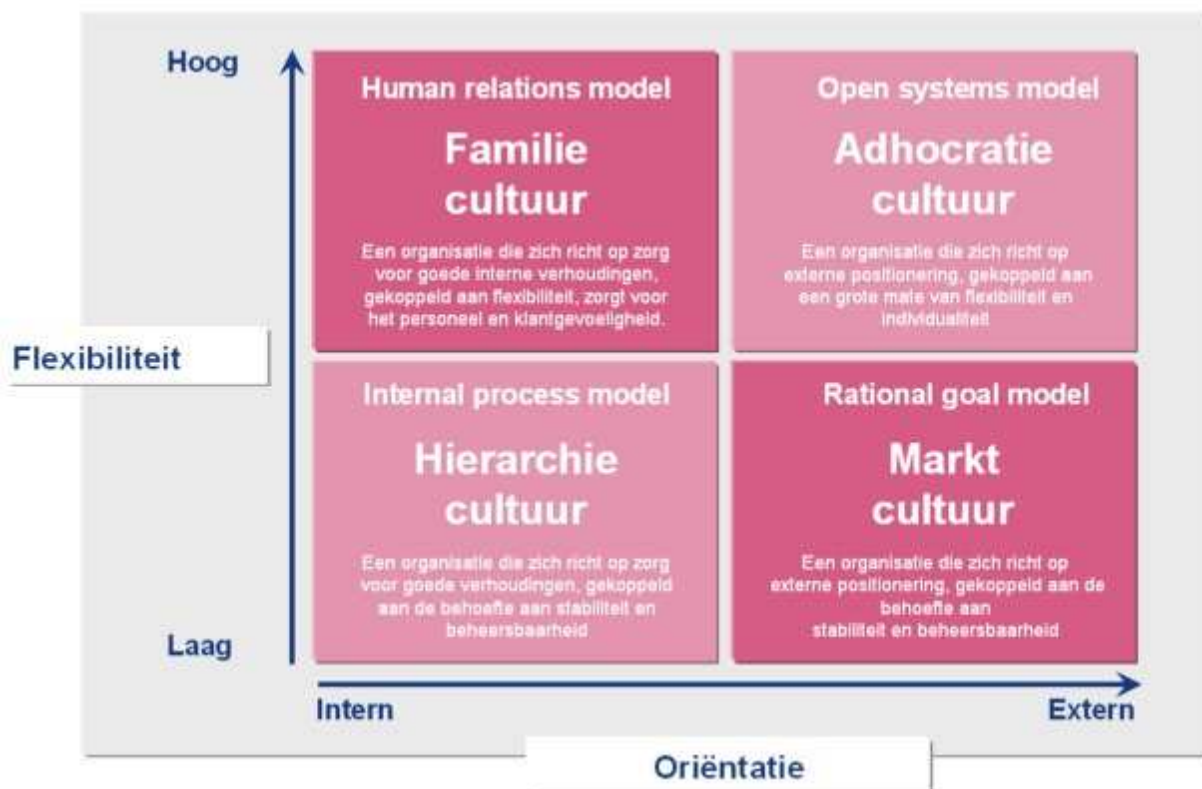 Hoog
Human relations model
Familie
cultuur
Een organisatie die zich richt op zorg
voor goede interne verhoudingen,
gekoppeld aan flexibiliteit, zorgt voor
het personeel en klantgevoeligheid.
Open systems model
Adhocratie
cultuur
Een organisatie die zich richt op
externe positionering, gekoppeld aan
een grote mate van flexibiliteit en
individualiteit
Flexibiliteit
Internal process model
Hierarchie
cultuur
Een organisatie die zich richt op zorg
voor goede verhoudingen, gekoppeld
aan de behoefte aan stabiliteit en
beheersbaarheid
Rational goal model
Markt
cultuur
Een organisatie die zich richt op
externe positionering, gekoppeld aan de
behoefte aan
stabiliteit en beheersbaarheid
Laag
Intern
Extern
Oriëntatie